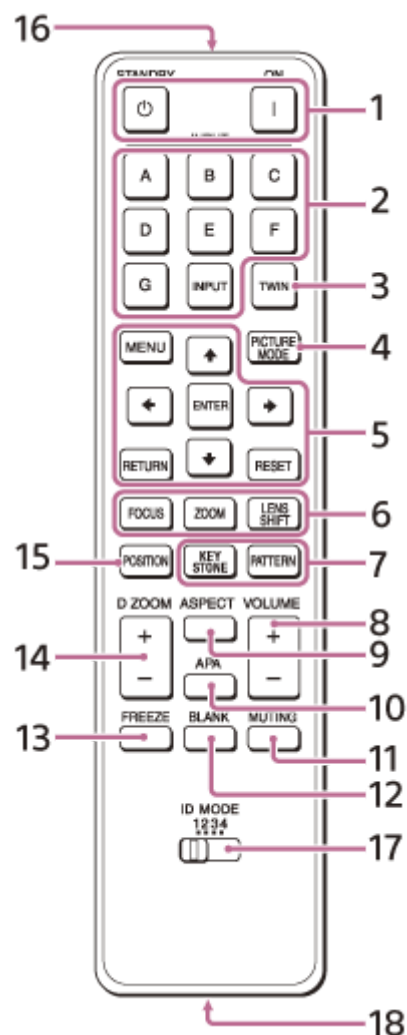 16
STANDBY ON
1
INPUT
A B C
2
D E F
G INPUT TWIN
3
MENU PICTURE MODE
4
ENTER
5
RETURN RESET
FOCUS ZOOM LENS SHIFT
6
15
POSITION KEY STONE PATTERN
7
D ZOOM ASPECT VOLUME
8
+ +
9
14
APA
− −
10
FREEZE BLANK MUTING
13
11
12
ID MODE
1234
17
18